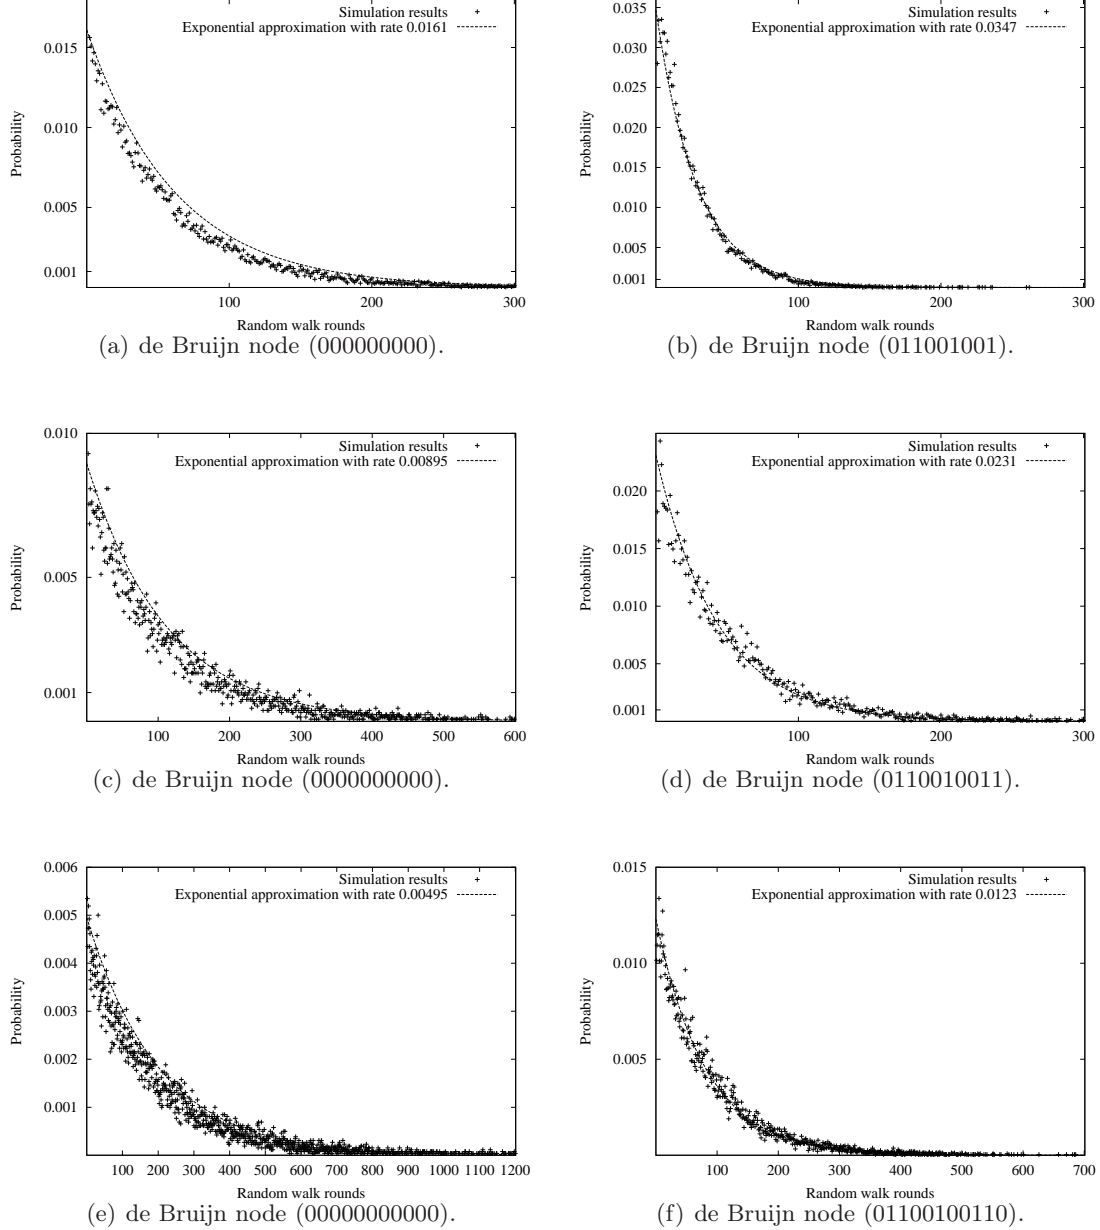 Simulation results
Exponential approximation with rate 0.0161
0.015
0.010
0.005
0.001
Probability
100 200 300
Random walk rounds
(a) de Bruijn node (000000000).
Simulation results
Exponential approximation with rate 0.0347
0.035
0.030
0.025
0.020
0.015
0.010
0.005
0.001
Probability
100 200 300
Random walk rounds
(b) de Bruijn node (011001001).
0.010
Simulation results
Exponential approximation with rate 0.00895
0.005
0.001
Probability
100 200 300 400 500 600
Random walk rounds
(c) de Bruijn node (0000000000).
Simulation results
Exponential approximation with rate 0.0231
0.020
0.015
0.010
0.005
0.001
Probability
100 200 300
Random walk rounds
(d) de Bruijn node (0110010011).
0.006
Simulation results
Exponential approximation with rate 0.00495
0.005
0.004
0.003
0.002
0.001
Probability
100 200 300 400 500 600 700 800 900 1000 1100 1200
Random walk rounds
(e) de Bruijn node (00000000000).
0.015
Simulation results
Exponential approximation with rate 0.0123
0.010
0.005
Probability
100 200 300 400 500 600 700
Random walk rounds
(f) de Bruijn node (01100100110).